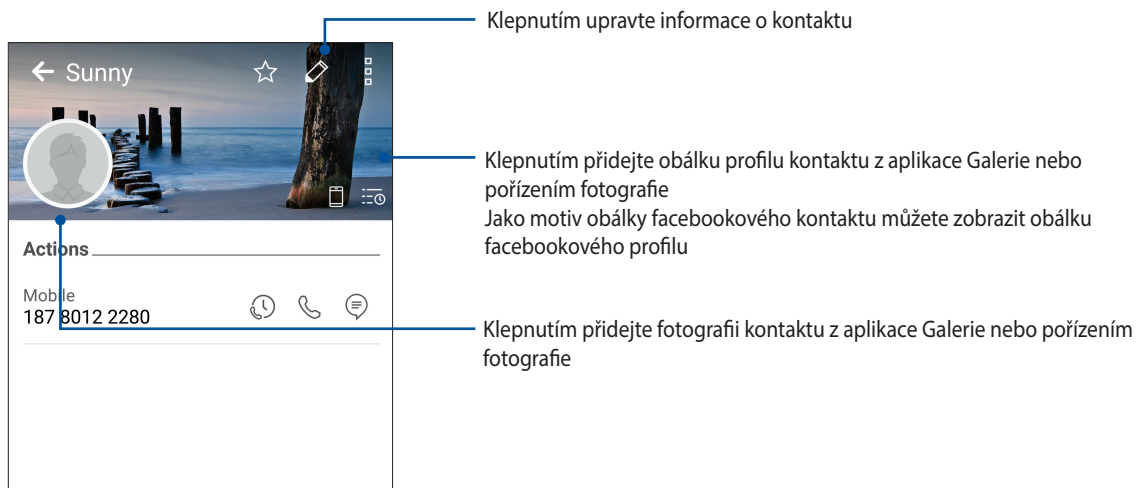 Klepnutím upravte informace o kontaktu
Sunny
Klepnutím přidejte obálku profilu kontaktu z aplikace Galerie nebo
pořízením fotografie
Jako motiv obálky facebookového kontaktu můžete zobrazit obálku
facebookového profilu
Actions
Mobile
187 8012 2280
Klepnutím přidejte fotografii kontaktu z aplikace Galerie nebo pořízením
fotografie